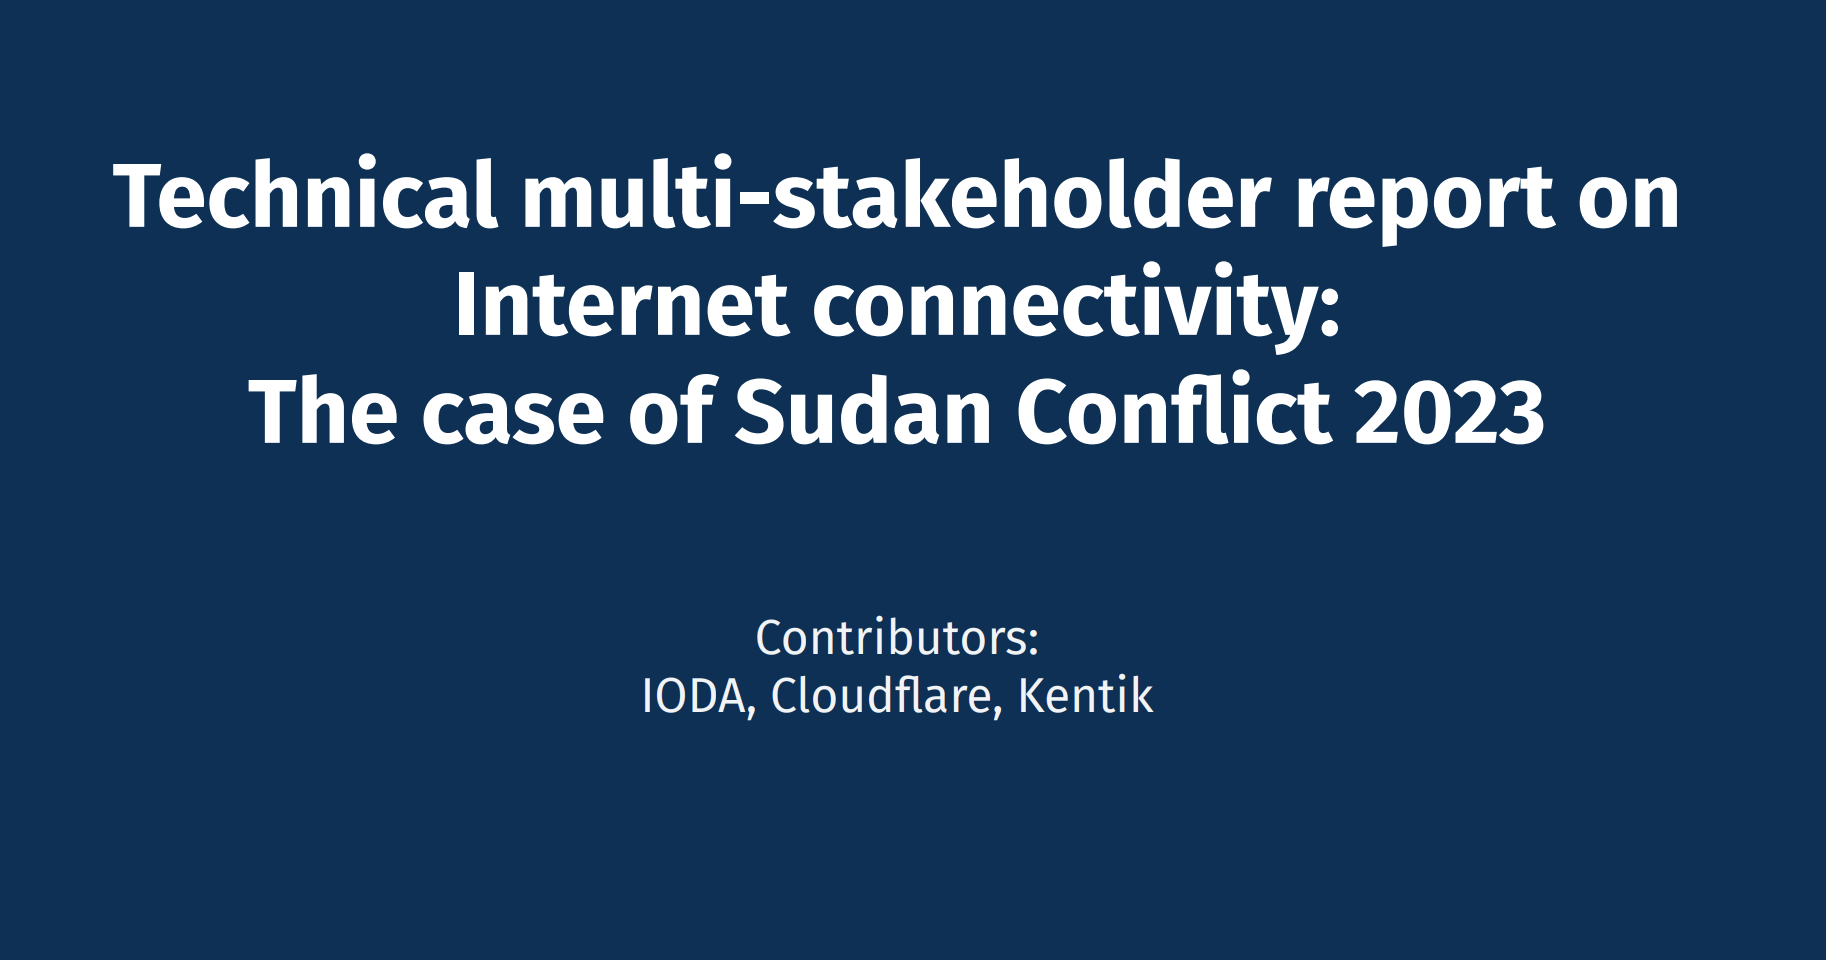 Technical multi-stakeholder report on
Internet connectivity:
The case of Sudan Conflict 2023
Contributors:
IODA, Cloudflare, Kentik